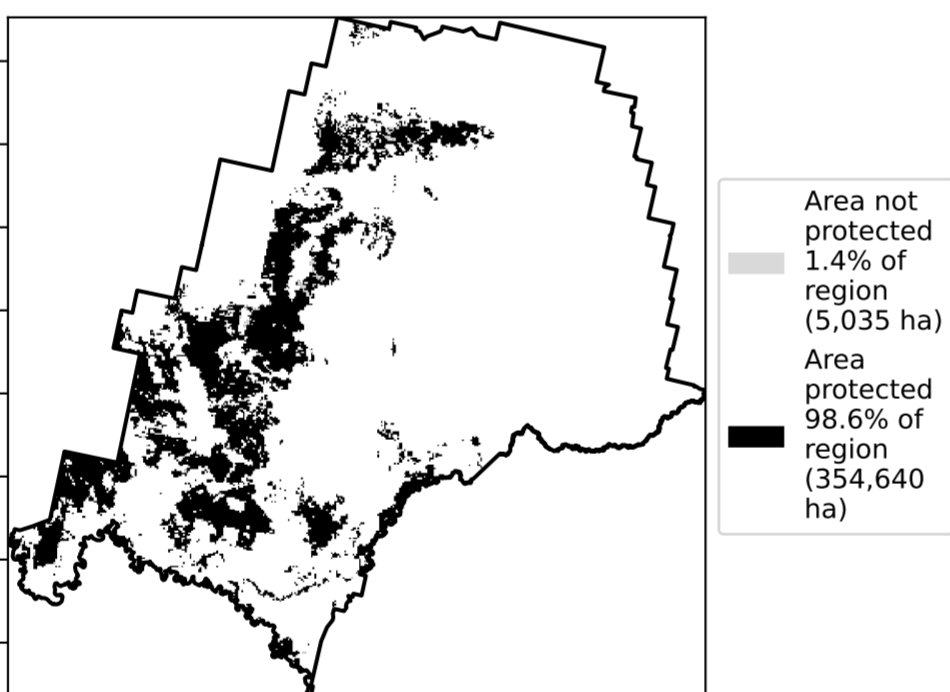 Area not
protected
1.4% of
region
(5,035 ha)
Area
protected
98.6% of
region
(354,640
ha)